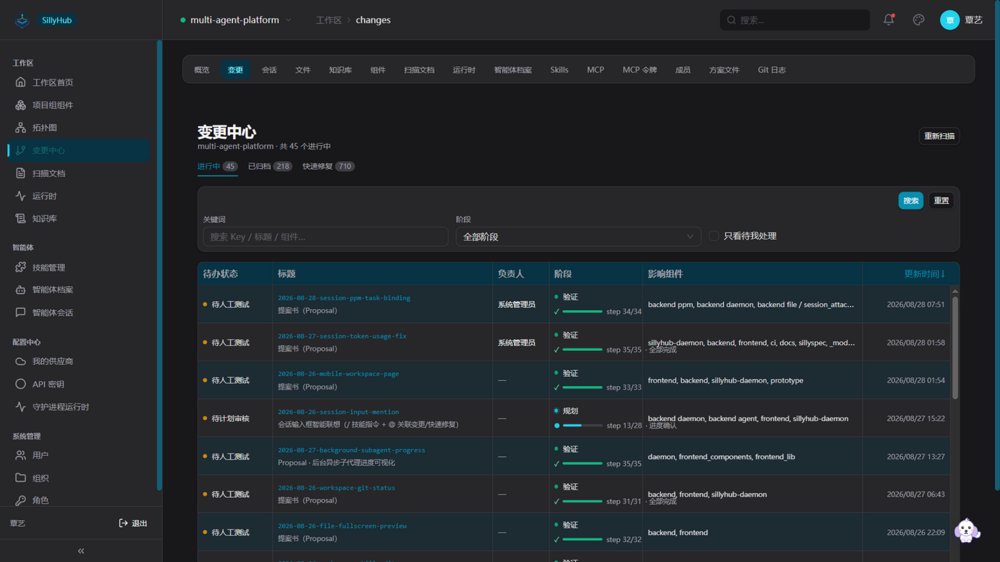 SillyHub
multi-agent-platform
工作区 > changes
搜索...
覃
覃艺
工作区
工作区首页
项目组组件
拓扑图
变更中心
扫描文档
运行时
知识库
智能体
技能管理
智能体档案
智能体会话
配置中心
我的供应商
API 密钥
守护进程运行时
系统管理
用户
组织
角色
覃艺
退出
«
概览 变更 会话 文件 知识库 组件 扫描文档 运行时 智能体档案 Skills MCP MCP 令牌 成员 方案文件 Git 日志
变更中心
multi-agent-platform · 共 45 个进行中
重新扫描
进行中 45 已归档 218 快速修复 710
搜索 重置
关键词
搜索 Key / 标题 / 组件...
阶段
全部阶段
只看待我处理
待办状态 标题 负责人 阶段 影响组件 更新时间↓
待人工测试
2026-08-28-session-ppm-task-binding
提案书（Proposal）
系统管理员
验证
✓ step 34/34
backend ppm, backend daemon, backend file / session_attac...
2026/08/28 07:51
待人工测试
2026-08-27-session-token-usage-fix
提案书（Proposal）
系统管理员
验证
✓ step 35/35 · 全部完成
sillyhub-daemon, backend, frontend, ci, docs, sillyspec, _mod...
2026/08/28 01:58
待人工测试
2026-08-26-mobile-workspace-page
提案书（Proposal）
—
验证
✓ step 33/33
frontend, backend, sillyhub-daemon, prototype
2026/08/28 01:54
待计划审核
2026-08-26-session-input-mention
会话输入框智能联想（/ 技能指令 + @ 关联变更/快速修复）
—
规划
step 13/28 · 进度确认
backend daemon, backend agent, frontend, sillyhub-daemon
2026/08/27 15:22
待人工测试
2026-08-27-background-subagent-progress
Proposal · 后台异步子代理进度可视化
—
验证
✓ step 35/35
daemon, frontend_components, frontend_lib
2026/08/27 13:27
待人工测试
2026-08-26-workspace-git-status
提案书（Proposal）
—
验证
✓ step 31/31 · 全部完成
backend, frontend, sillyhub-daemon
2026/08/27 06:43
待人工测试
2026-08-26-file-fullscreen-preview
提案书（Proposal）
—
验证
✓ step 32/32
backend, frontend
2026/08/26 22:09